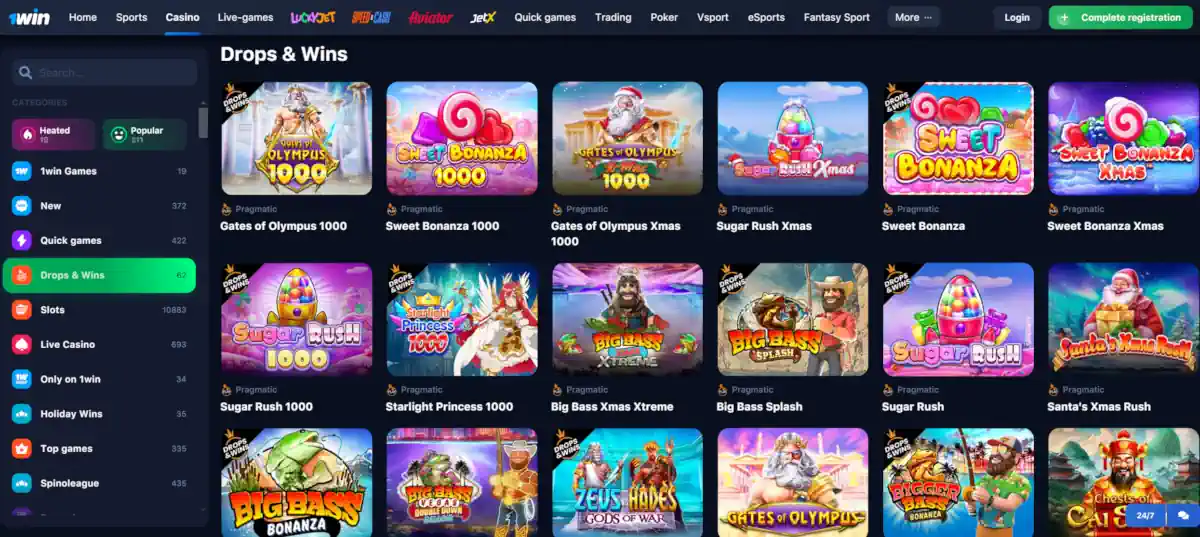 1win
Home
Sports
Casino
Live-games
LUCKYJET
SPEED & CASH
Aviator
JetX
Quick games
Trading
Poker
Vsport
eSports
Fantasy Sport
More ···
Login
Complete registration
Search...
CATEGORIES
Heated
Popular
1win Games
19
New
372
Quick games
422
Drops & Wins
62
Slots
10883
Live Casino
693
Only on 1win
34
Holiday Wins
35
Top games
335
Spinoleague
435
Drops & Wins
DROPS & WINS
GATES OF
OLYMPUS
1000
Pragmatic
Gates of Olympus 1000
SWEET BONANZA
1000
Pragmatic
Sweet Bonanza 1000
GATES OF OLYMPUS
1000
Pragmatic
Gates of Olympus Xmas
1000
Sugar Rush Xmas
Pragmatic
Sugar Rush Xmas
DROPS & WINS
SWEET
BONANZA
Pragmatic
Sweet Bonanza
SWEET BONANZA
XMAS
Pragmatic
Sweet Bonanza Xmas
DROPS & WINS
Sugar RUSH
1000
Pragmatic
Sugar Rush 1000
DROPS & WINS
Starlight
Princess
1000
Pragmatic
Starlight Princess 1000
BIG BASS
XTREME
Pragmatic
Big Bass Xmas Xtreme
DROPS & WINS
BIG BASS
SPLASH
Pragmatic
Big Bass Splash
DROPS & WINS
Sugar RUSH
Pragmatic
Sugar Rush
Santa's Xmas Rush
Pragmatic
Santa's Xmas Rush
DROPS & WINS
BIG BASS
BONANZA
BIG BASS
VEGAS
DOUBLE DOWN
DROPS & WINS
ZEUS HADES
GODS OF WAR
GATES OF OLYMPUS
DROPS & WINS
BIGGER
BASS
BONANZA
Chests of
24/7